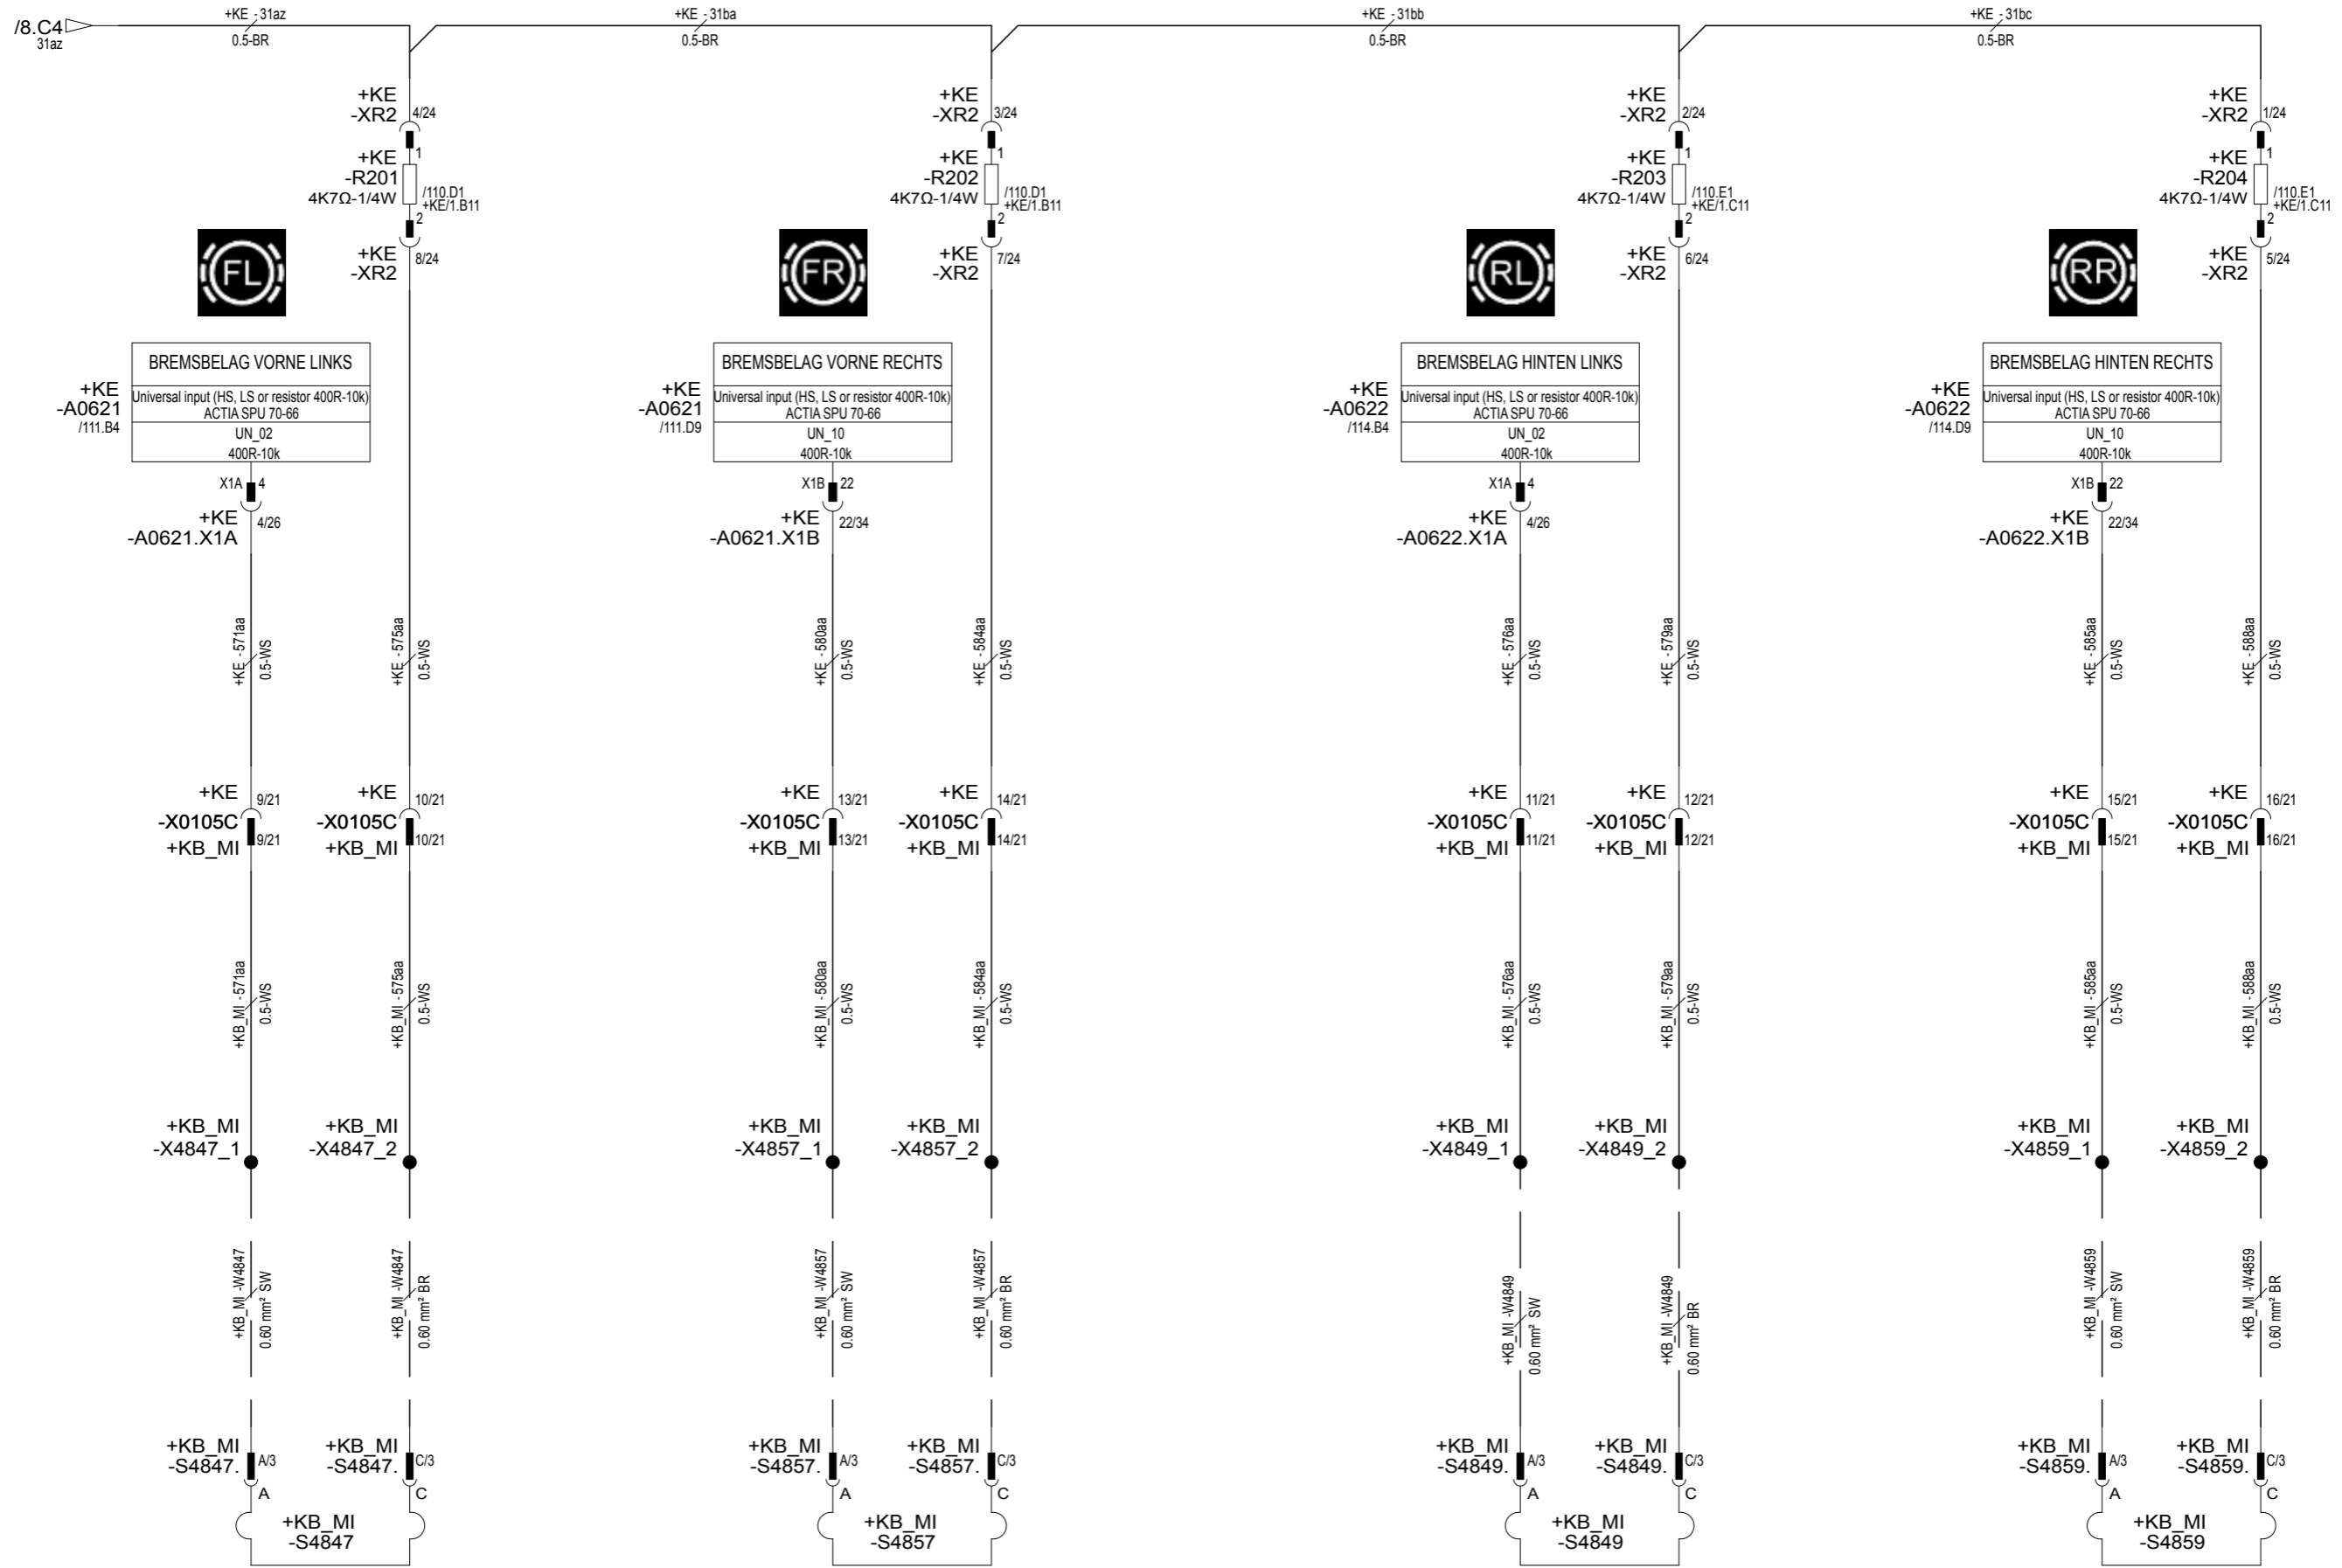 /8.C4
31az
+KE - 31az
0.5-BR
+KE - 31ba
0.5-BR
+KE - 31bb
0.5-BR
+KE - 31bc
0.5-BR
+KE
-XR2 4/24
1
+KE
-R201
4K7Ω-1/4W
/110.D1
+KE/1.B11
2
+KE
-XR2 8/24
+KE
-XR2 3/24
1
+KE
-R202
4K7Ω-1/4W
/110.D1
+KE/1.B11
2
+KE
-XR2 7/24
+KE
-XR2 2/24
1
+KE
-R203
4K7Ω-1/4W
/110.E1
+KE/1.C11
2
+KE
-XR2 6/24
+KE
-XR2 1/24
1
+KE
-R204
4K7Ω-1/4W
/110.E1
+KE/1.C11
2
+KE
-XR2 5/24
FL
FR
RL
RR
BREMSBELAG VORNE LINKS
Universal input (HS, LS or resistor 400R-10k)
ACTIA SPU 70-66
UN_02
400R-10k
+KE
-A0621
/111.B4
X1A 4
+KE 4/26
-A0621.X1A
BREMSBELAG VORNE RECHTS
Universal input (HS, LS or resistor 400R-10k)
ACTIA SPU 70-66
UN_10
400R-10k
+KE
-A0621
/111.D9
X1B 22
+KE 22/34
-A0621.X1B
BREMSBELAG HINTEN LINKS
Universal input (HS, LS or resistor 400R-10k)
ACTIA SPU 70-66
UN_02
400R-10k
+KE
-A0622
/114.B4
X1A 4
+KE 4/26
-A0622.X1A
BREMSBELAG HINTEN RECHTS
Universal input (HS, LS or resistor 400R-10k)
ACTIA SPU 70-66
UN_10
400R-10k
+KE
-A0622
/114.D9
X1B 22
+KE 22/34
-A0622.X1B
+KE - 571aa
0.5-WS
+KE - 575aa
0.5-WS
+KE - 580aa
0.5-WS
+KE - 584aa
0.5-WS
+KE - 576aa
0.5-WS
+KE - 579aa
0.5-WS
+KE - 585aa
0.5-WS
+KE - 588aa
0.5-WS
+KE 9/21
-X0105C
+KB_MI 9/21
+KE 10/21
-X0105C
+KB_MI 10/21
+KE 13/21
-X0105C
+KB_MI 13/21
+KE 14/21
-X0105C
+KB_MI 14/21
+KE 11/21
-X0105C
+KB_MI 11/21
+KE 12/21
-X0105C
+KB_MI 12/21
+KE 15/21
-X0105C
+KB_MI 15/21
+KE 16/21
-X0105C
+KB_MI 16/21
+KB_MI - 571aa
0.5-WS
+KB_MI - 575aa
0.5-WS
+KB_MI - 580aa
0.5-WS
+KB_MI - 584aa
0.5-WS
+KB_MI - 576aa
0.5-WS
+KB_MI - 579aa
0.5-WS
+KB_MI - 585aa
0.5-WS
+KB_MI - 588aa
0.5-WS
+KB_MI
-X4847_1
+KB_MI
-X4847_2
+KB_MI
-X4857_1
+KB_MI
-X4857_2
+KB_MI
-X4849_1
+KB_MI
-X4849_2
+KB_MI
-X4859_1
+KB_MI
-X4859_2
+KB_MI -W4847
0.60 mm² SW
+KB_MI -W4847
0.60 mm² BR
+KB_MI -W4857
0.60 mm² SW
+KB_MI -W4857
0.60 mm² BR
+KB_MI -W4849
0.60 mm² SW
+KB_MI -W4849
0.60 mm² BR
+KB_MI -W4859
0.60 mm² SW
+KB_MI -W4859
0.60 mm² BR
+KB_MI
-S4847. A/3
A
+KB_MI
-S4847. C/3
C
+KB_MI
-S4847
+KB_MI
-S4857. A/3
A
+KB_MI
-S4857. C/3
C
+KB_MI
-S4857
+KB_MI
-S4849. A/3
A
+KB_MI
-S4849. C/3
C
+KB_MI
-S4849
+KB_MI
-S4859. A/3
A
+KB_MI
-S4859. C/3
C
+KB_MI
-S4859